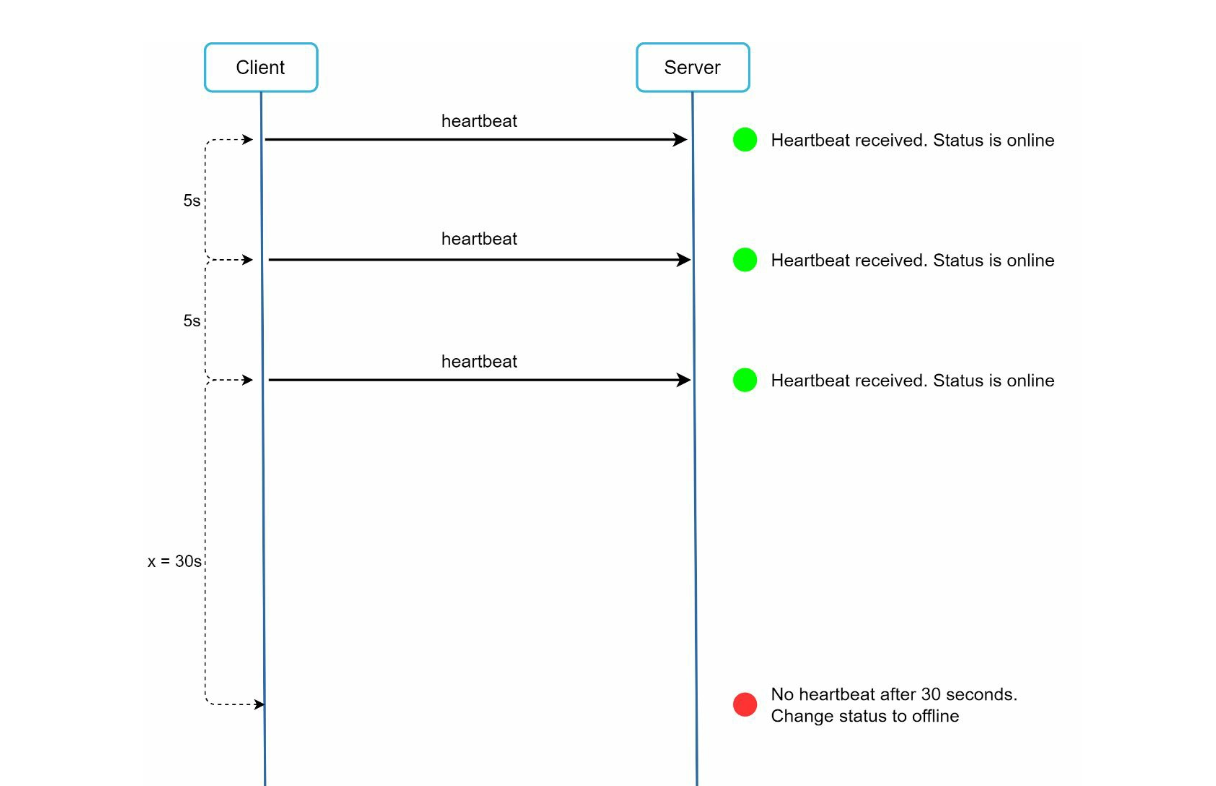 Client
Server
heartbeat
Heartbeat received. Status is online
5s
heartbeat
Heartbeat received. Status is online
5s
heartbeat
Heartbeat received. Status is online
x = 30s
No heartbeat after 30 seconds.
Change status to offline